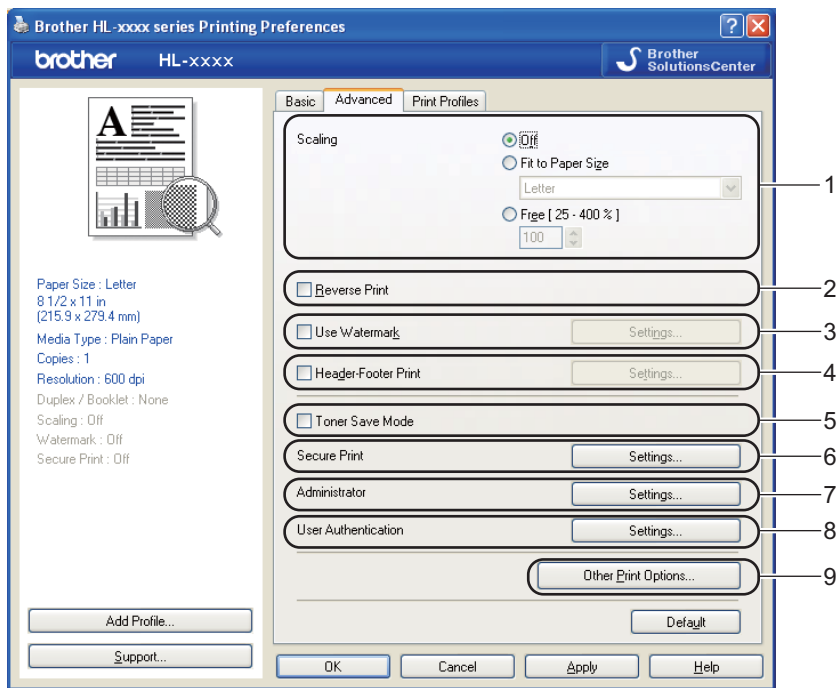 Brother HL-xxxx series Printing Preferences
brother HL-xxxx
Brother
SolutionsCenter
A
Paper Size : Letter
8 1/2 x 11 in
(215.9 x 279.4 mm)
Media Type : Plain Paper
Copies : 1
Resolution : 600 dpi
Duplex / Booklet : None
Scaling : Off
Watermark : Off
Secure Print : Off
Add Profile...
Support...
Basic Advanced Print Profiles
Scaling Off
Fit to Paper Size
Letter
Free [ 25 - 400 % ]
100
1
Reverse Print 2
Use Watermark Settings... 3
Header-Footer Print Settings... 4
Toner Save Mode 5
Secure Print Settings... 6
Administrator Settings... 7
User Authentication Settings... 8
Other Print Options... 9
Default
OK Cancel Apply Help